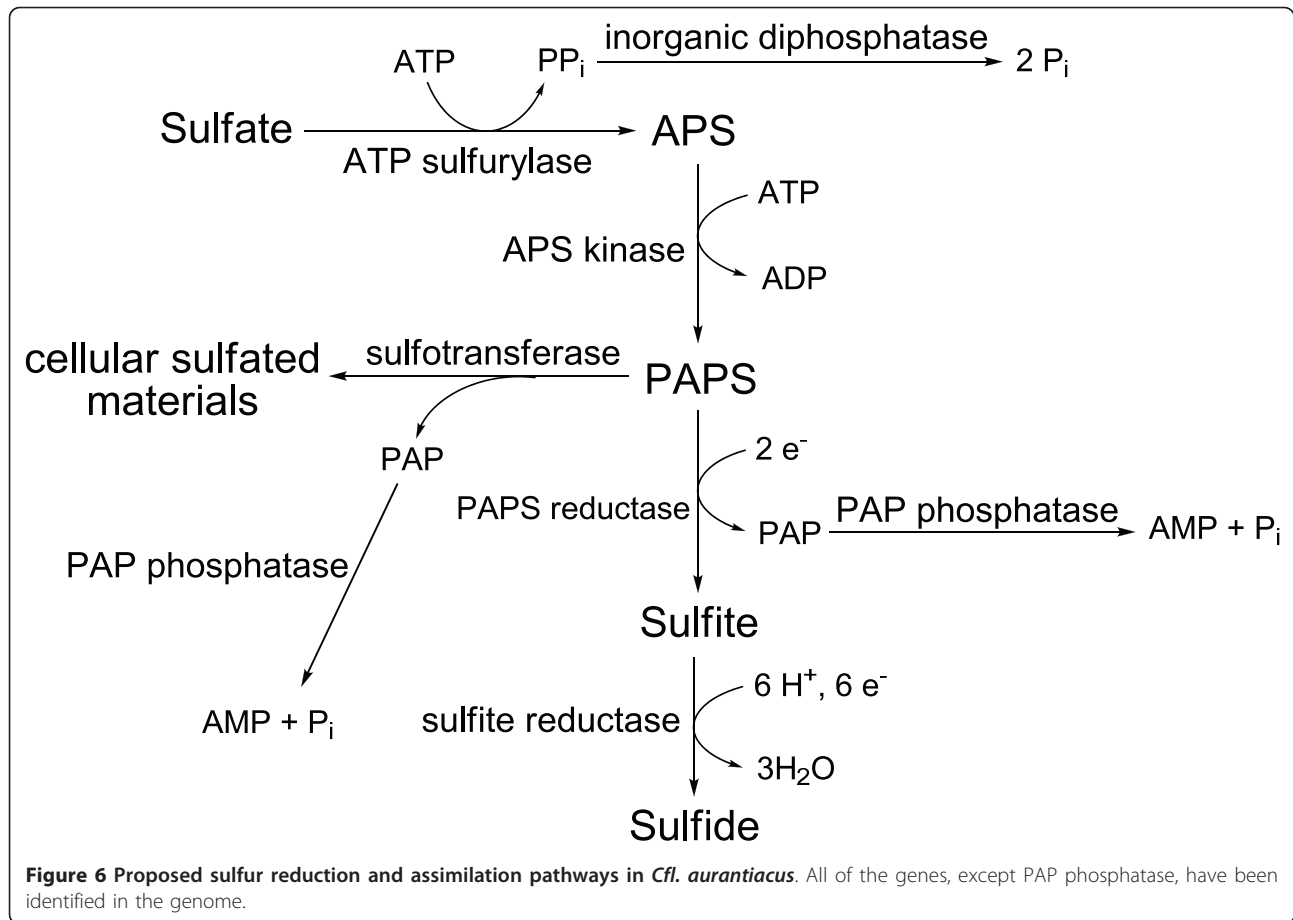 inorganic diphosphatase
ATP
PPi
2 Pi
Sulfate
APS
ATP sulfurylase
ATP
APS kinase
ADP
cellular sulfated
materials
sulfotransferase
PAPS
PAP
2 e-
PAPS reductase
PAP
PAP phosphatase
AMP + Pi
PAP phosphatase
Sulfite
6 H+, 6 e-
AMP + Pi
sulfite reductase
3H2O
Sulfide
Figure 6 Proposed sulfur reduction and assimilation pathways in Cfl. aurantiacus. All of the genes, except PAP phosphatase, have been
identified in the genome.